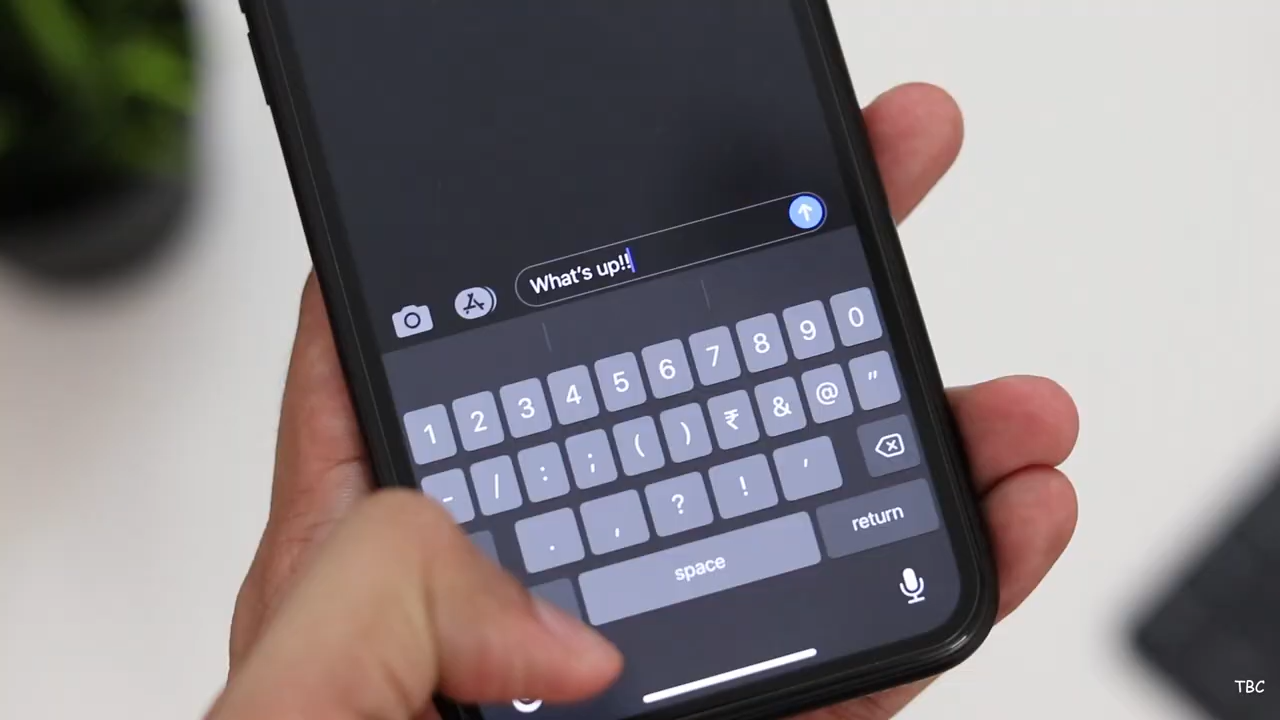 What's up!!
1 2 3 4 5 6 7 8 9 0
- / : ; ( ) ₹ & @ "
. , ? ! '
space return
TBC